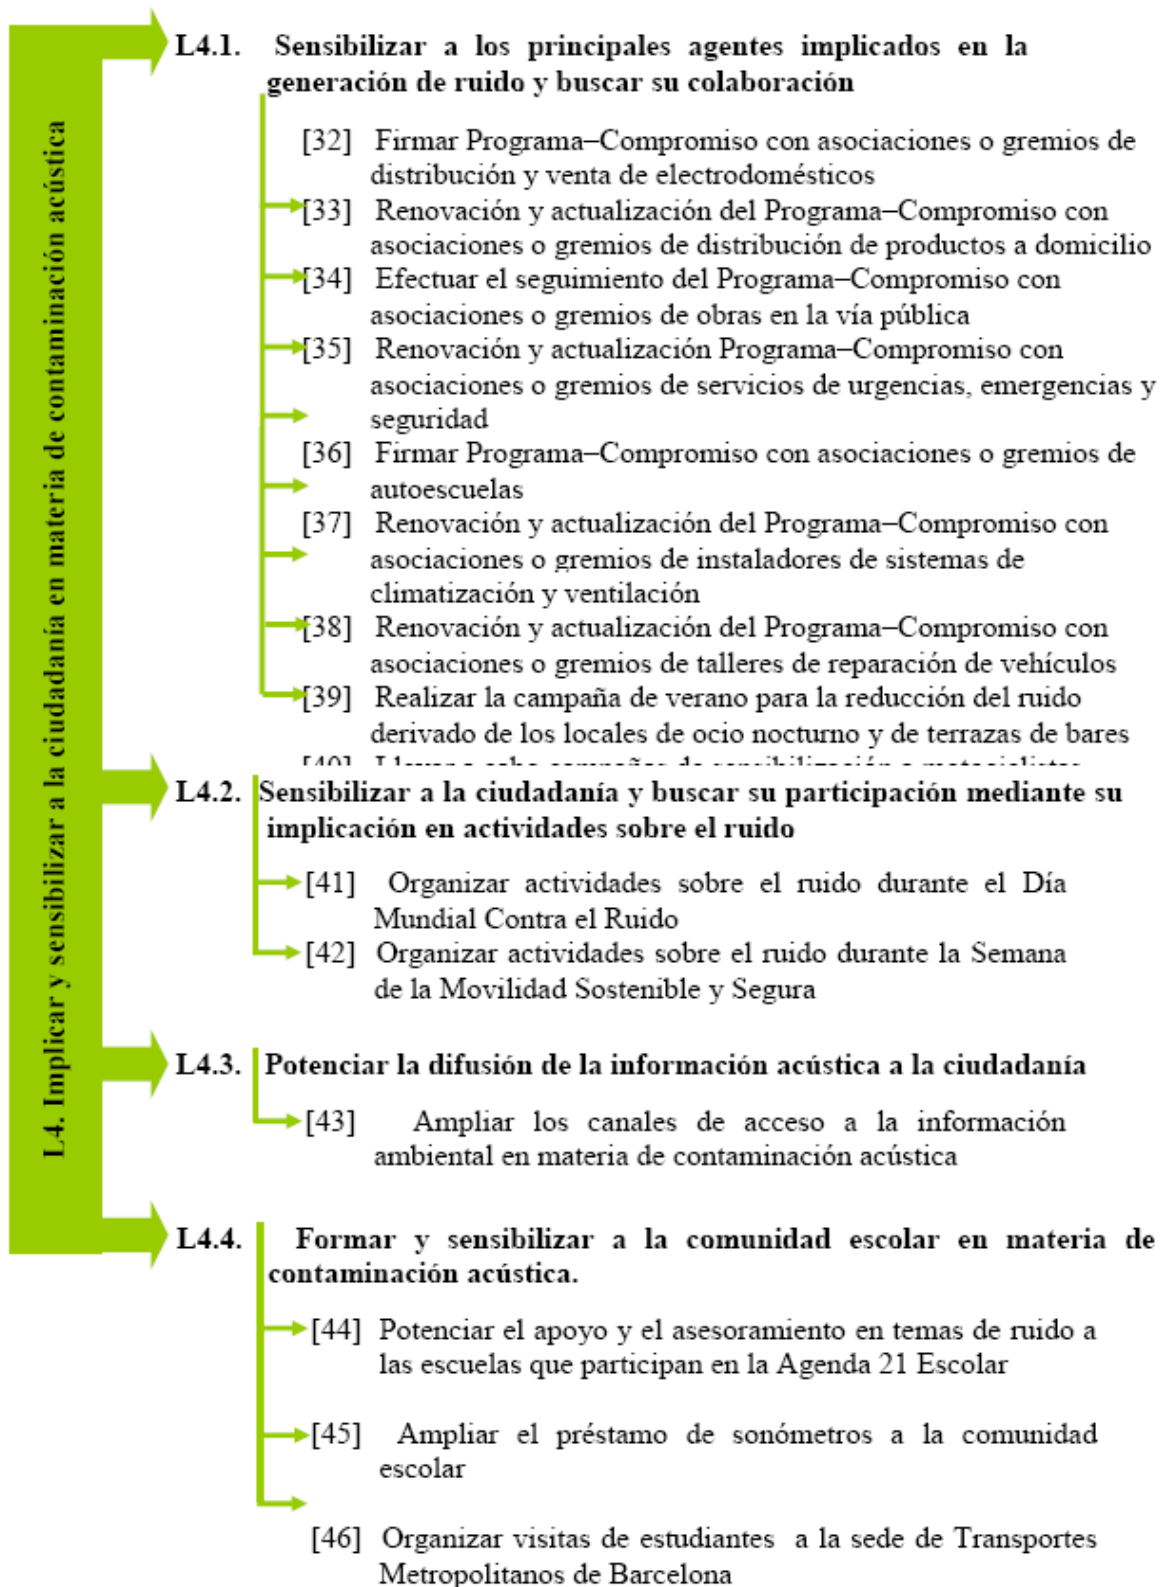 L4. Implicar y sensibilizar a la ciudadanía en materia de contaminación acústica
L4.1. Sensibilizar a los principales agentes implicados en la
generación de ruido y buscar su colaboración
[32] Firmar Programa–Compromiso con asociaciones o gremios de
distribución y venta de electrodomésticos
[33] Renovación y actualización del Programa–Compromiso con
asociaciones o gremios de distribución de productos a domicilio
[34] Efectuar el seguimiento del Programa–Compromiso con
asociaciones o gremios de obras en la vía pública
[35] Renovación y actualización Programa–Compromiso con
asociaciones o gremios de servicios de urgencias, emergencias y
seguridad
[36] Firmar Programa–Compromiso con asociaciones o gremios de
autoescuelas
[37] Renovación y actualización del Programa–Compromiso con
asociaciones o gremios de instaladores de sistemas de
climatización y ventilación
[38] Renovación y actualización del Programa–Compromiso con
asociaciones o gremios de talleres de reparación de vehículos
[39] Realizar la campaña de verano para la reducción del ruido
derivado de los locales de ocio nocturno y de terrazas de bares
[40] Llevar a cabo campañas de sensibilización a motociclistas
L4.2. Sensibilizar a la ciudadanía y buscar su participación mediante su
implicación en actividades sobre el ruido
[41] Organizar actividades sobre el ruido durante el Día
Mundial Contra el Ruido
[42] Organizar actividades sobre el ruido durante la Semana
de la Movilidad Sostenible y Segura
L4.3. Potenciar la difusión de la información acústica a la ciudadanía
[43] Ampliar los canales de acceso a la información
ambiental en materia de contaminación acústica
L4.4. Formar y sensibilizar a la comunidad escolar en materia de
contaminación acústica.
[44] Potenciar el apoyo y el asesoramiento en temas de ruido a
las escuelas que participan en la Agenda 21 Escolar
[45] Ampliar el préstamo de sonómetros a la comunidad
escolar
[46] Organizar visitas de estudiantes a la sede de Transportes
Metropolitanos de Barcelona